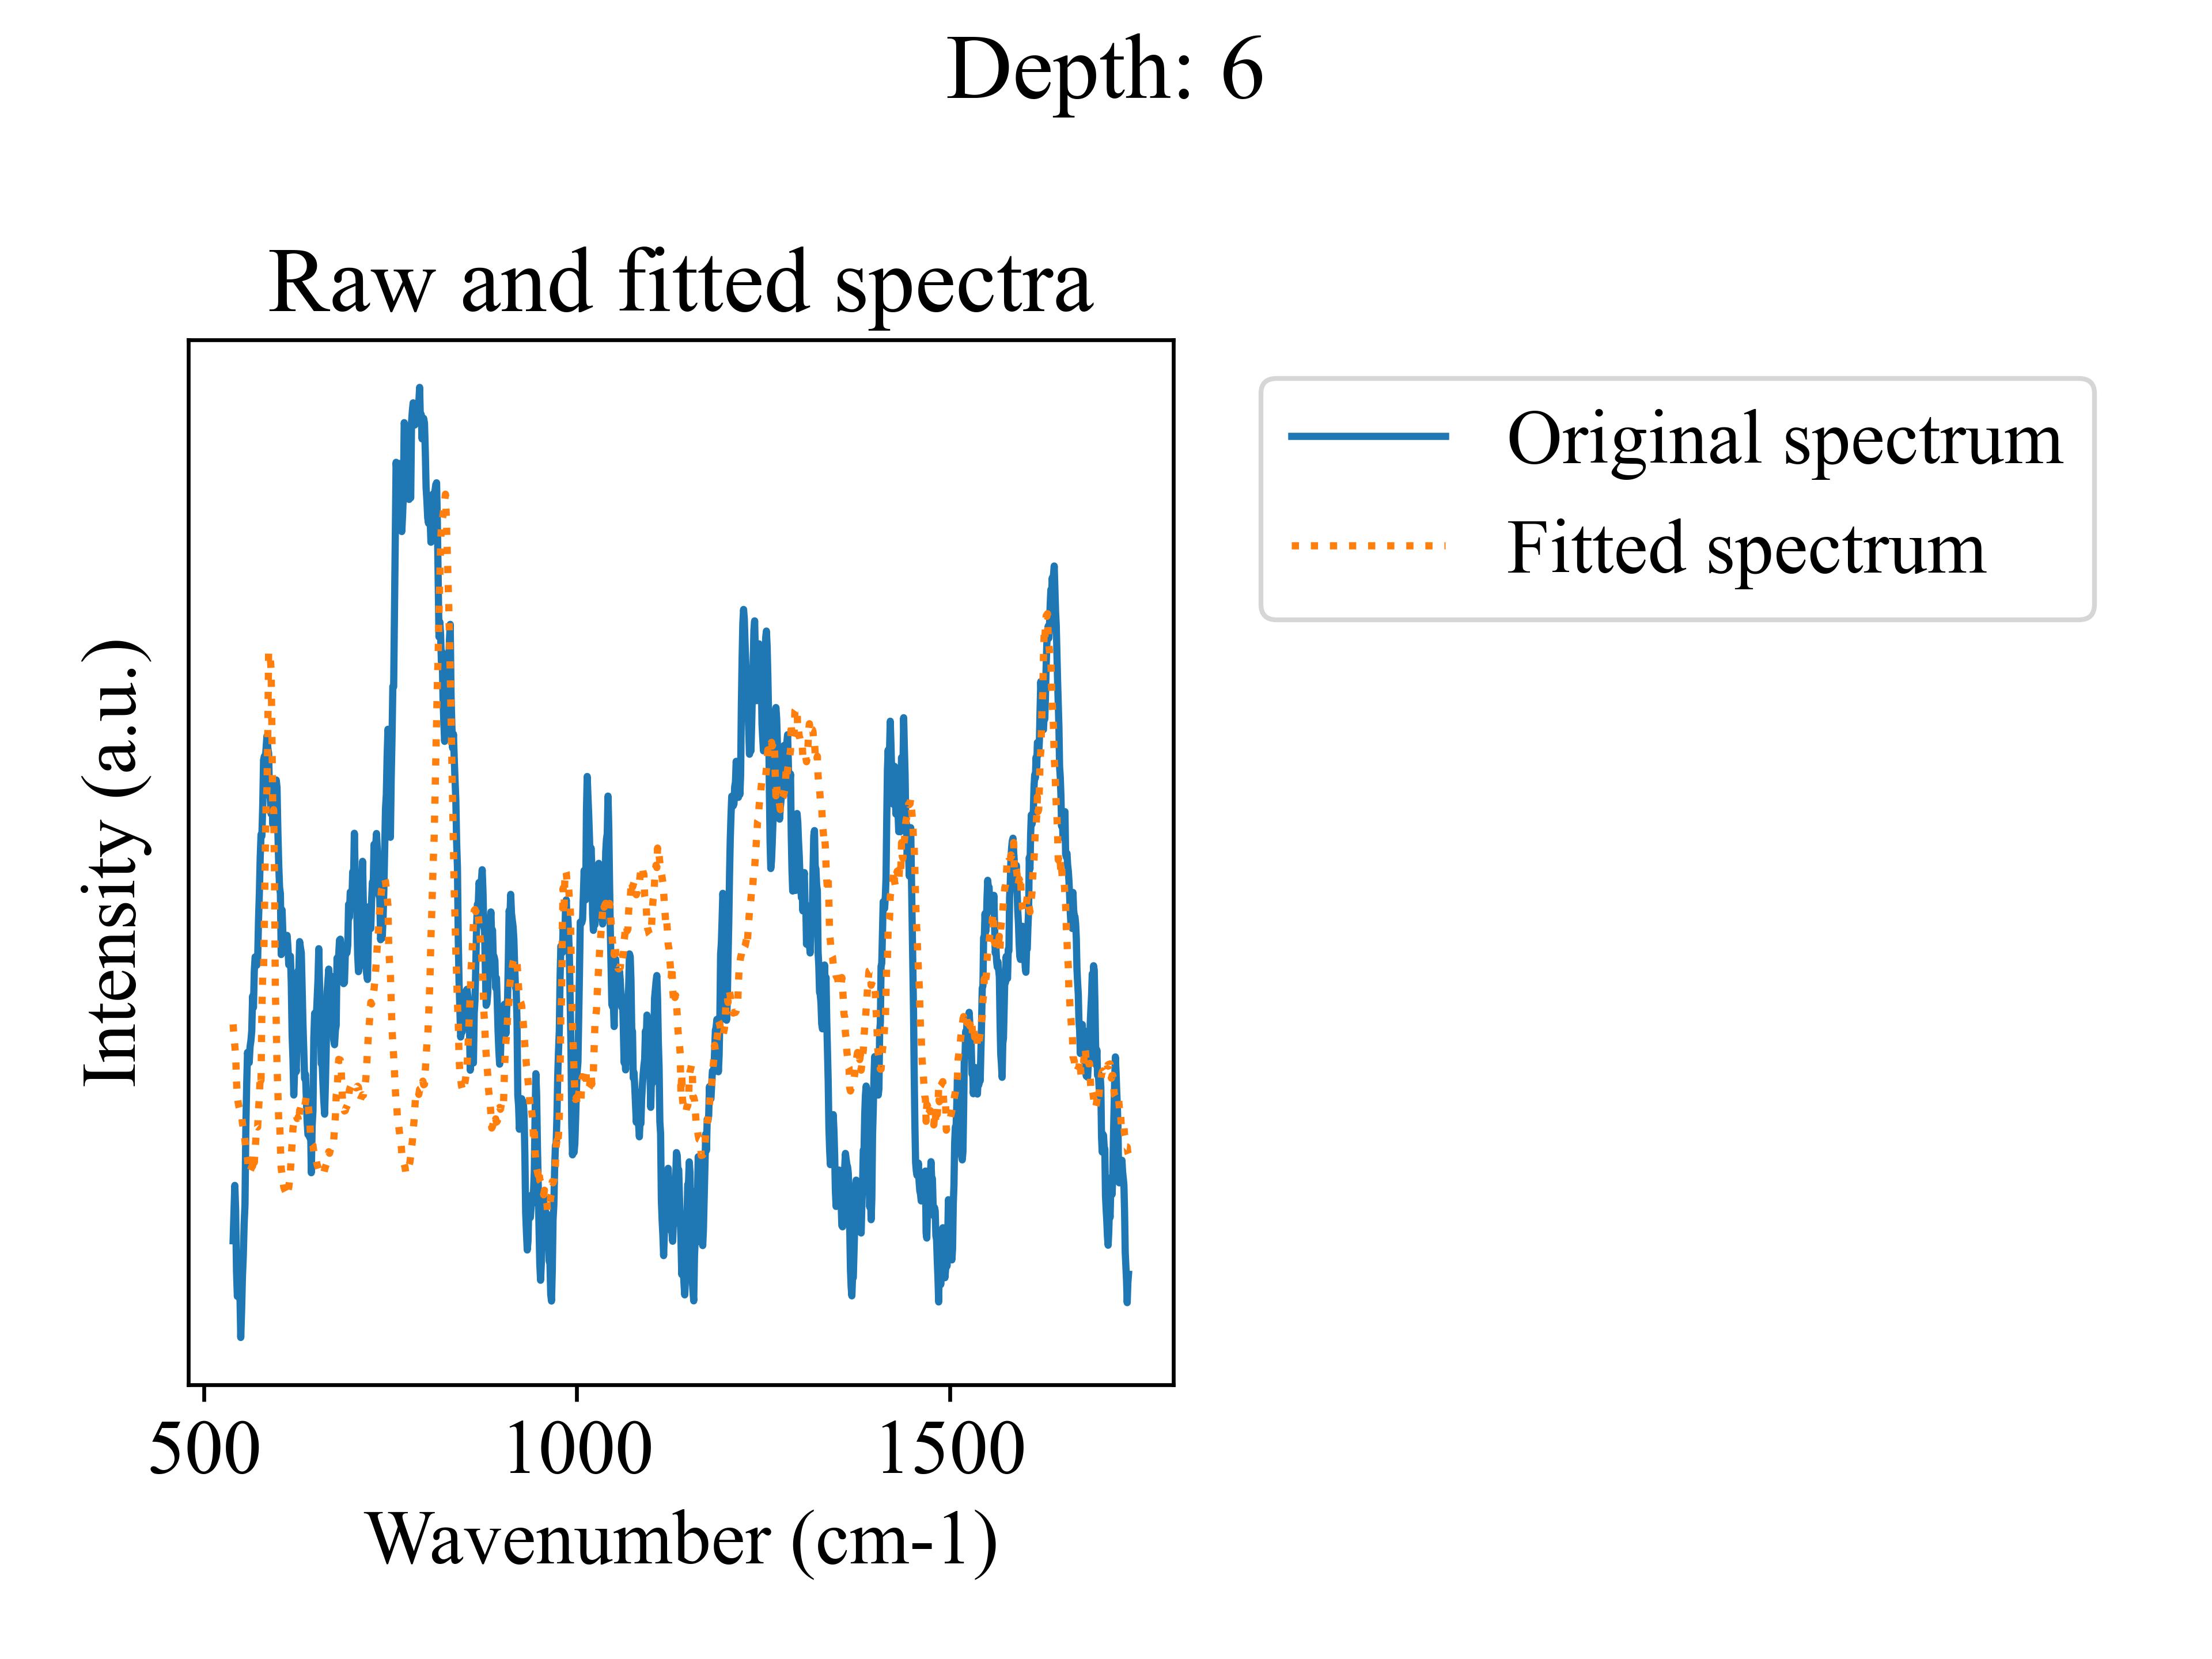 Depth: 6
Raw and fitted spectra
Original spectrum
Fitted spectrum
Intensity (a.u.)
500 1000 1500
Wavenumber (cm-1)